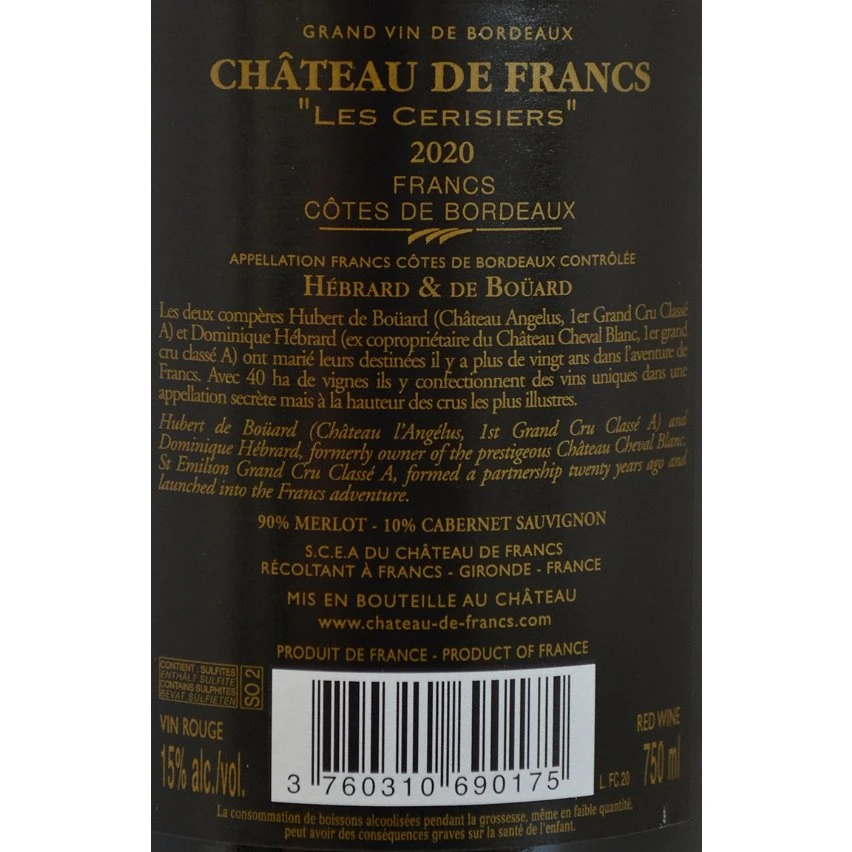 GRAND VIN DE BORDEAUX
CHÂTEAU DE FRANCS
"LES CERISIERS"
2020
FRANCS
CÔTES DE BORDEAUX
APPELLATION FRANCS CÔTES DE BORDEAUX CONTRÔLÉE
HÉBRARD & DE BOÜARD
Les deux compères Hubert de Boüard (Château Angelus, 1er Grand Cru Classé
A) et Dominique Hébrard (ex copropriétaire du Château Cheval Blanc, 1er grand
cru classé A) ont marié leurs destinées il y a plus de vingt ans dans l'aventure de
Francs. Avec 40 ha de vignes ils y confectionnent des vins uniques dans une
appellation secrète mais à la hauteur des crus les plus illustres.
Hubert de Boüard (Château l'Angélus, 1st Grand Cru Classé A) and
Dominique Hébrard, formerly owner of the prestigeous Château Cheval Blanc,
St Emilion Grand Cru Classé A, formed a partnership twenty years ago and
launched into the Francs adventure.
90% MERLOT - 10% CABERNET SAUVIGNON
S.C.E.A DU CHÂTEAU DE FRANCS
RÉCOLTANT À FRANCS - GIRONDE - FRANCE
MIS EN BOUTEILLE AU CHÂTEAU
www.chateau-de-francs.com
PRODUIT DE FRANCE - PRODUCT OF FRANCE
CONTIENT : SULFITES
ENTHÄLT SULFITE
CONTAINS SULPHITES
BEVAT SULFIETEN
SO2
VIN ROUGE
15% alc./vol.
3 760310 690175
L. FC.20
RED WINE
750 ml
La consommation de boissons alcoolisées pendant la grossesse, même en faible quantité,
peut avoir des conséquences graves sur la santé de l'enfant.